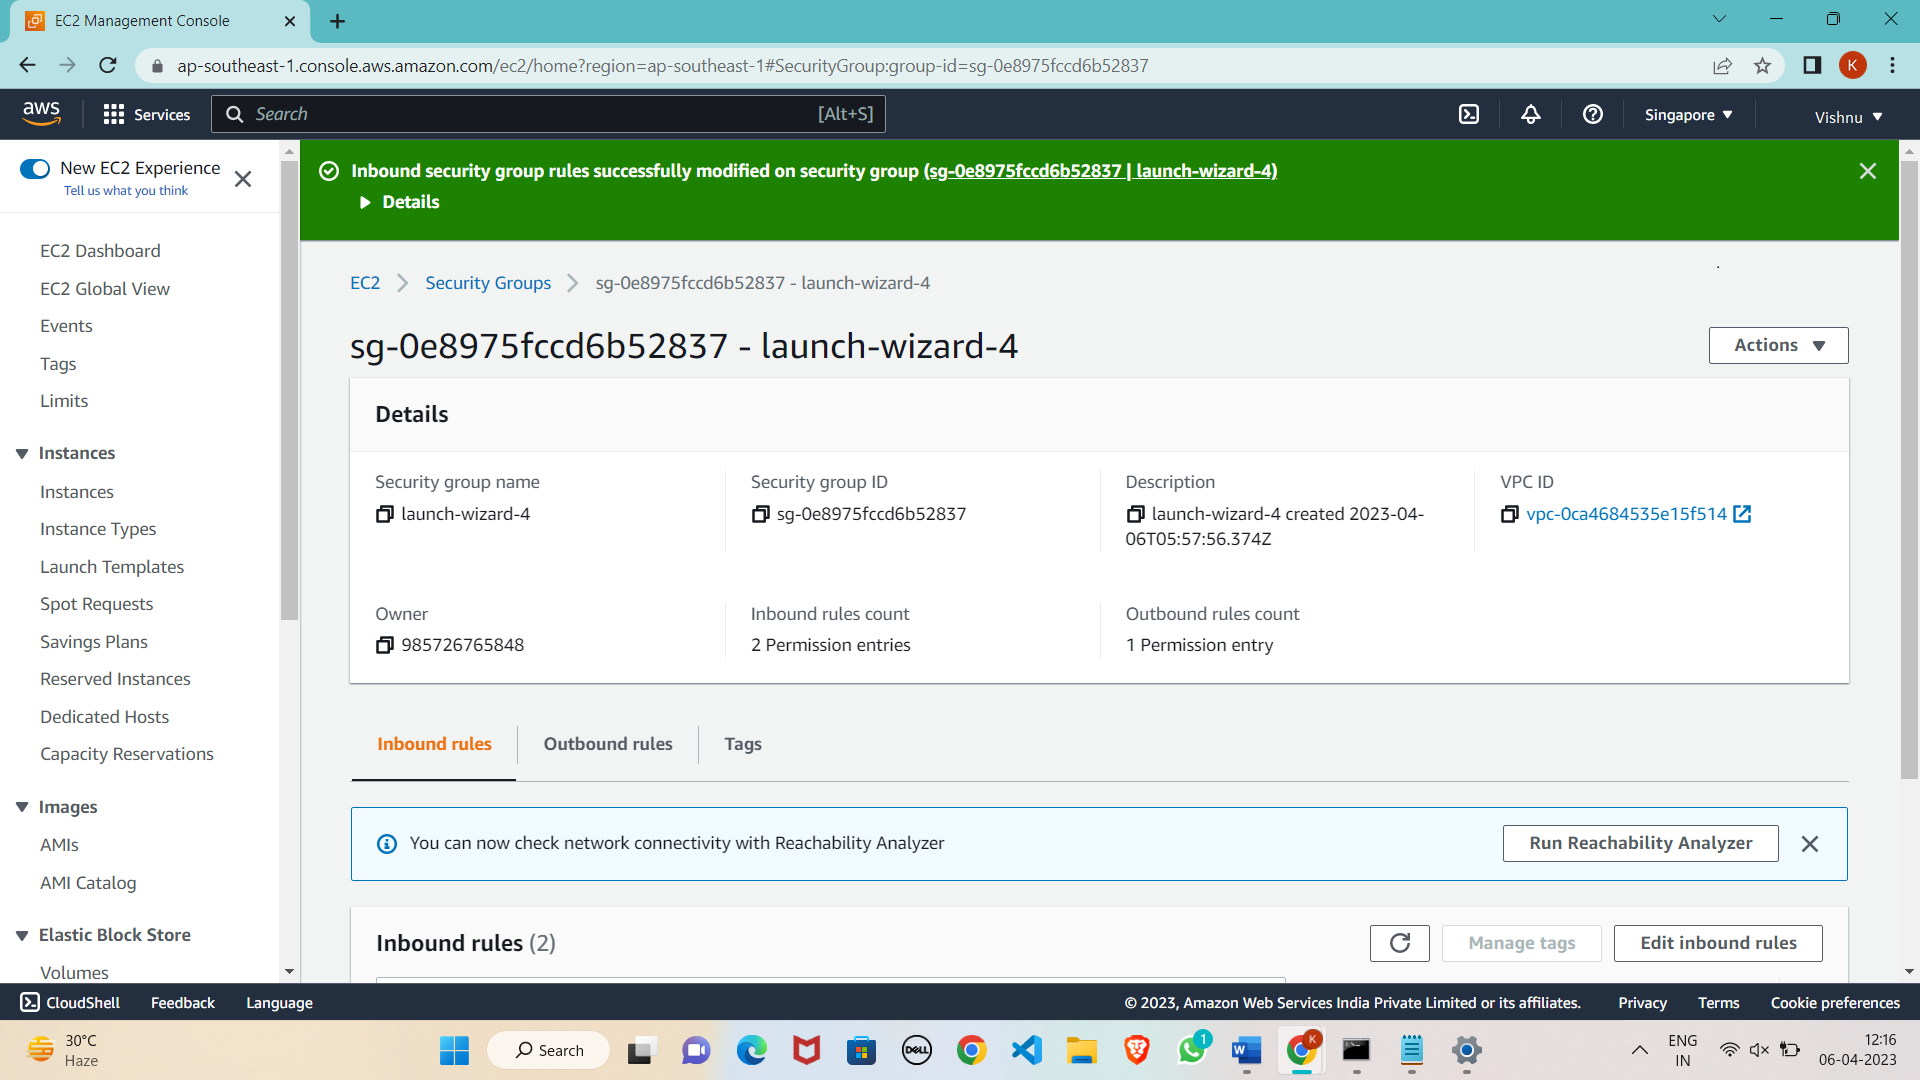 EC2 Management Console
ap-southeast-1.console.aws.amazon.com/ec2/home?region=ap-southeast-1#SecurityGroup:group-id=sg-0e8975fccd6b52837
K
aws
Services
Search
[Alt+S]
Singapore
Vishnu
New EC2 Experience
Tell us what you think
EC2 Dashboard
EC2 Global View
Events
Tags
Limits
Instances
Instances
Instance Types
Launch Templates
Spot Requests
Savings Plans
Reserved Instances
Dedicated Hosts
Capacity Reservations
Images
AMIs
AMI Catalog
Elastic Block Store
Volumes
Inbound security group rules successfully modified on security group (sg-0e8975fccd6b52837 | launch-wizard-4)
Details
EC2
Security Groups
sg-0e8975fccd6b52837 - launch-wizard-4
sg-0e8975fccd6b52837 - launch-wizard-4
Actions
Details
Security group name
launch-wizard-4
Security group ID
sg-0e8975fccd6b52837
Description
launch-wizard-4 created 2023-04-
06T05:57:56.374Z
VPC ID
vpc-0ca4684535e15f514
Owner
985726765848
Inbound rules count
2 Permission entries
Outbound rules count
1 Permission entry
Inbound rules
Outbound rules
Tags
You can now check network connectivity with Reachability Analyzer
Run Reachability Analyzer
Inbound rules (2)
Manage tags
Edit inbound rules
CloudShell
Feedback
Language
© 2023, Amazon Web Services India Private Limited or its affiliates.
Privacy
Terms
Cookie preferences
30°C
Haze
Search
DELL
1
W
K
ENG
IN
12:16
06-04-2023